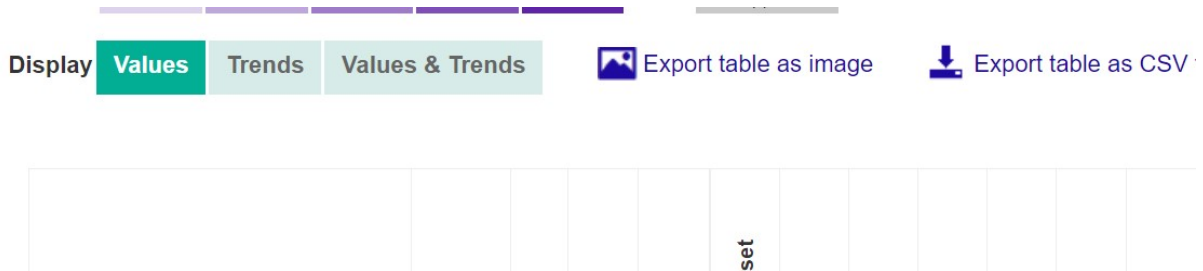 Display Values Trends Values & Trends Export table as image Export table as CSV
set